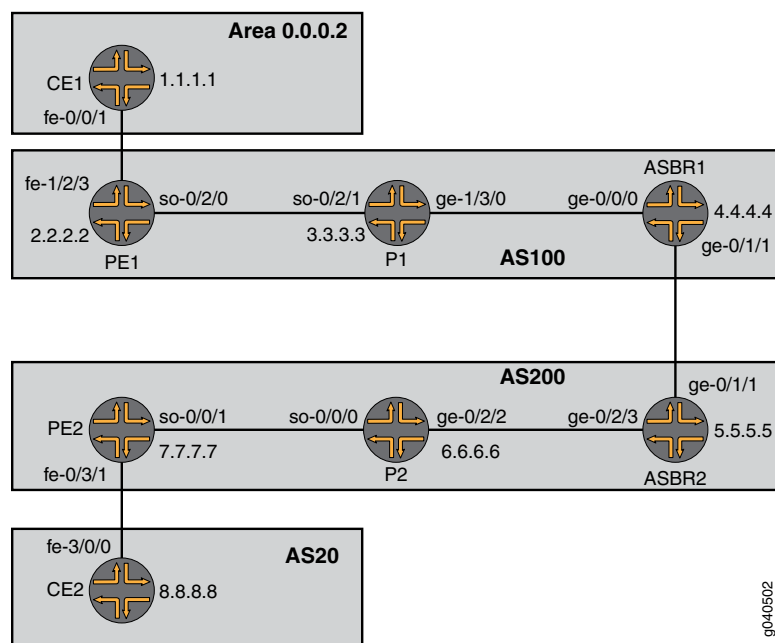 Area 0.0.0.2
CE1
1.1.1.1
fe-0/0/1
ASBR1
fe-1/2/3
so-0/2/0
so-0/2/1
ge-1/3/0
ge-0/0/0
4.4.4.4
2.2.2.2
3.3.3.3
ge-0/1/1
PE1
P1
AS100
AS200
ge-0/1/1
so-0/0/1
so-0/0/0
ge-0/2/2
ge-0/2/3
PE2
5.5.5.5
7.7.7.7
6.6.6.6
fe-0/3/1
P2
ASBR2
fe-3/0/0
AS20
CE2
8.8.8.8
g040502